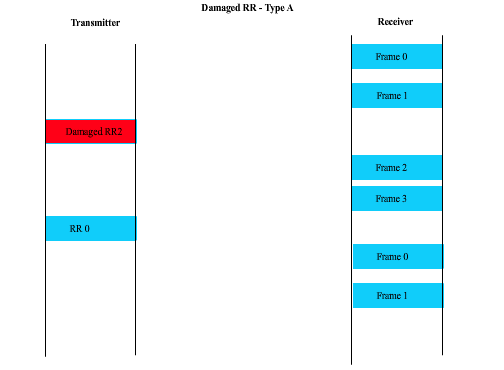 Damaged RR - Type A
Transmitter
Receiver
Frame 0
Frame 1
Damaged RR2
Frame 2
Frame 3
RR 0
Frame 0
Frame 1